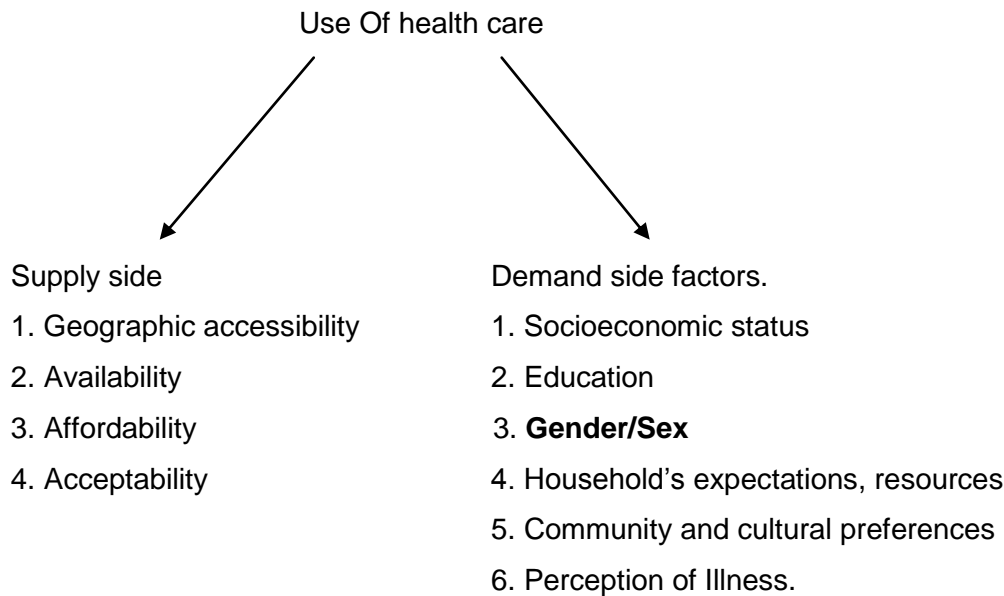 Use Of health care
Supply side
1. Geographic accessibility
2. Availability
3. Affordability
4. Acceptability
Demand side factors.
1. Socioeconomic status
2. Education
3. Gender/Sex
4. Household’s expectations, resources
5. Community and cultural preferences
6. Perception of Illness.